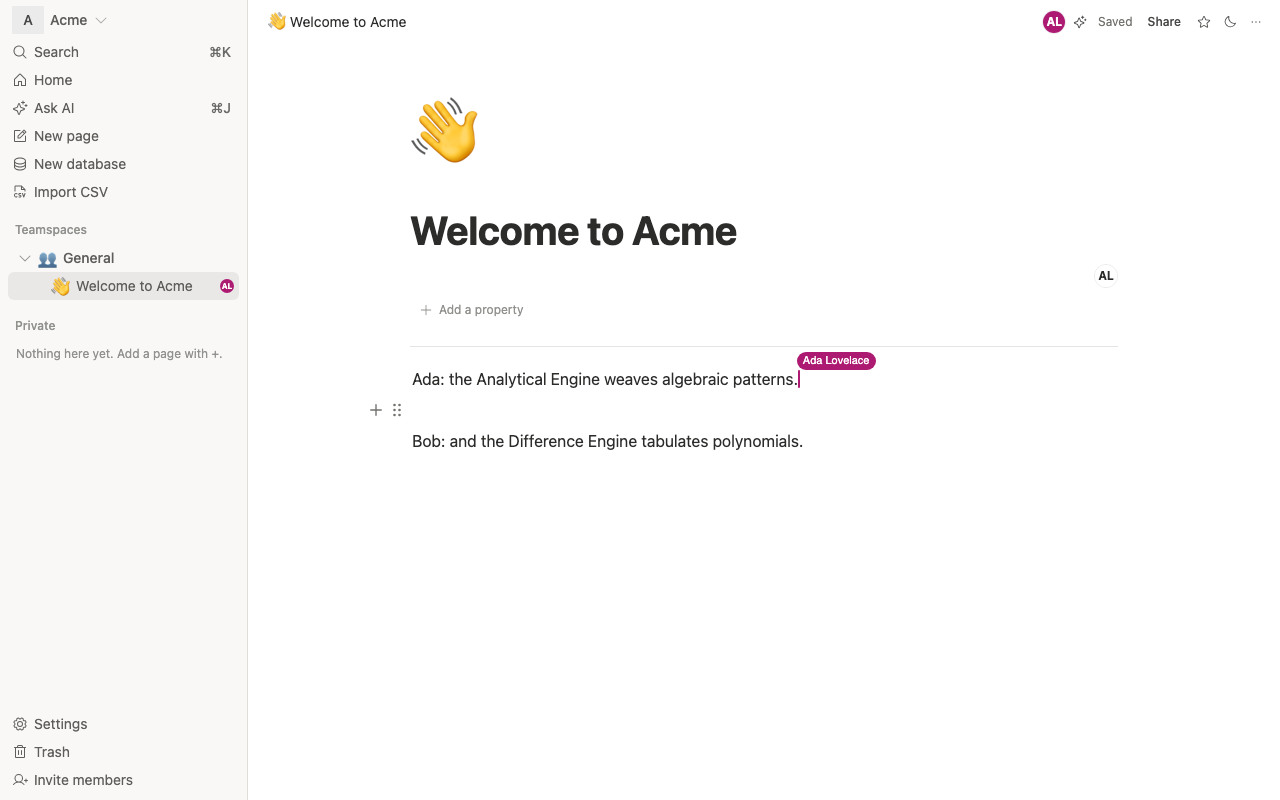 A Acme
Search ⌘K
Home
Ask AI ⌘J
New page
New database
Import CSV
Teamspaces
General
Welcome to Acme AL
Private
Nothing here yet. Add a page with +.
Settings
Trash
Invite members
Welcome to Acme
AL Saved Share
Welcome to Acme
AL
Add a property
Ada Lovelace
Ada: the Analytical Engine weaves algebraic patterns.
Bob: and the Difference Engine tabulates polynomials.